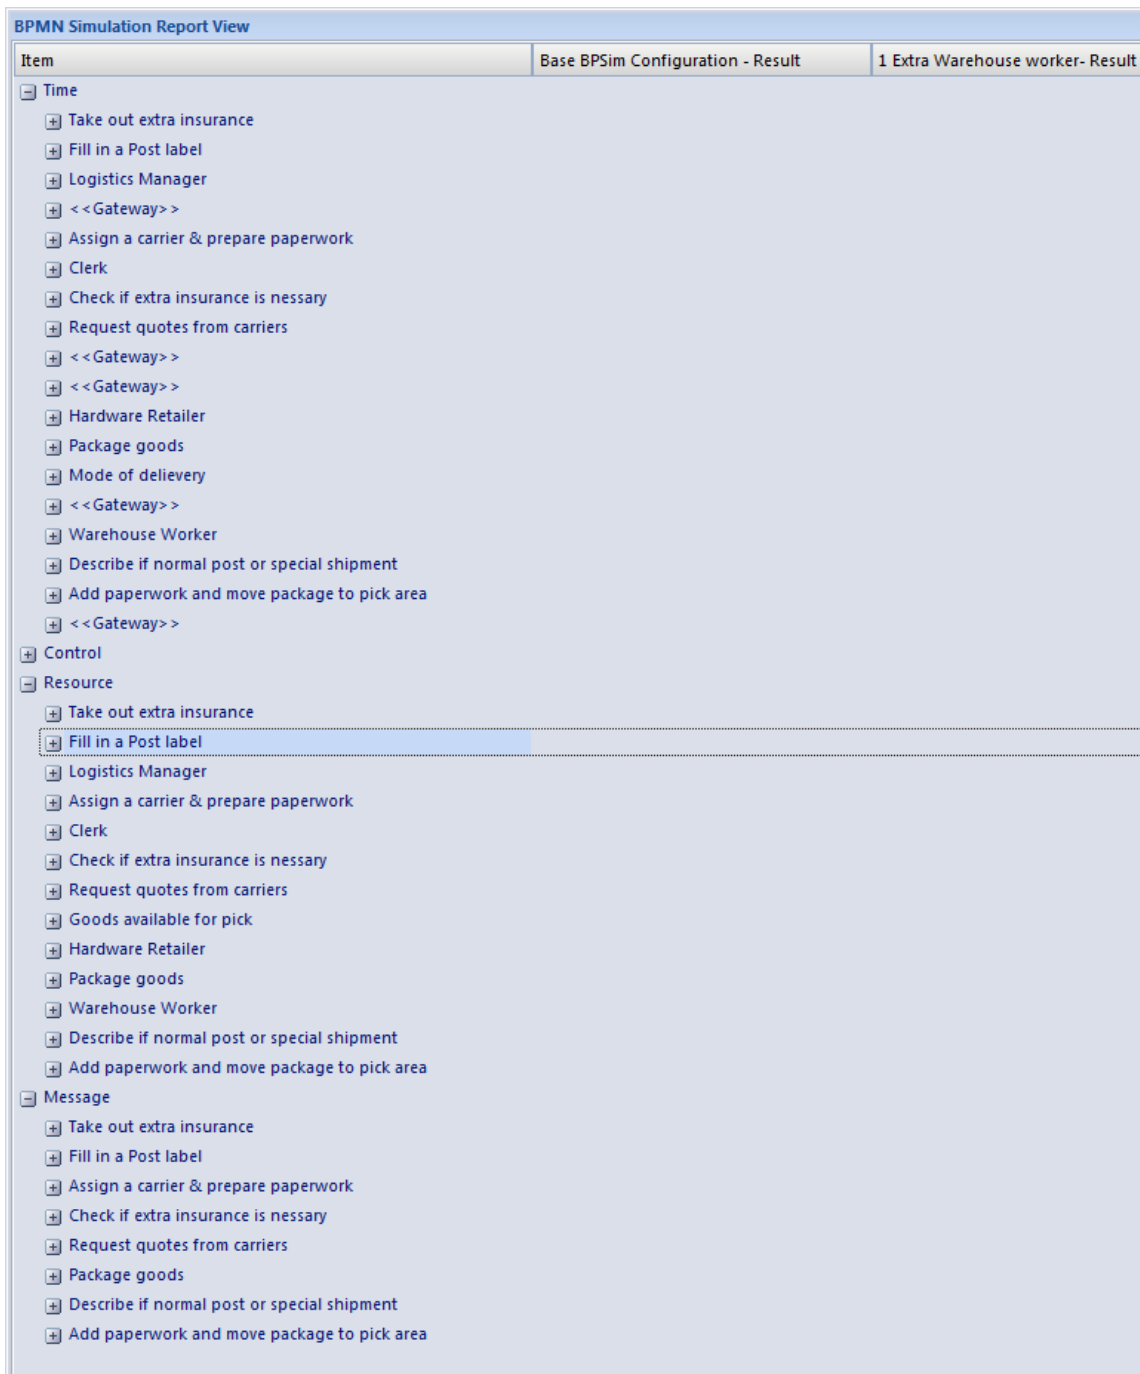 BPMN Simulation Report View
Item Base BPSim Configuration - Result 1 Extra Warehouse worker- Result
Time
Take out extra insurance
Fill in a Post label
Logistics Manager
<<Gateway>>
Assign a carrier & prepare paperwork
Clerk
Check if extra insurance is nessary
Request quotes from carriers
<<Gateway>>
<<Gateway>>
Hardware Retailer
Package goods
Mode of delievery
<<Gateway>>
Warehouse Worker
Describe if normal post or special shipment
Add paperwork and move package to pick area
<<Gateway>>
Control
Resource
Take out extra insurance
Fill in a Post label
Logistics Manager
Assign a carrier & prepare paperwork
Clerk
Check if extra insurance is nessary
Request quotes from carriers
Goods available for pick
Hardware Retailer
Package goods
Warehouse Worker
Describe if normal post or special shipment
Add paperwork and move package to pick area
Message
Take out extra insurance
Fill in a Post label
Assign a carrier & prepare paperwork
Check if extra insurance is nessary
Request quotes from carriers
Package goods
Describe if normal post or special shipment
Add paperwork and move package to pick area